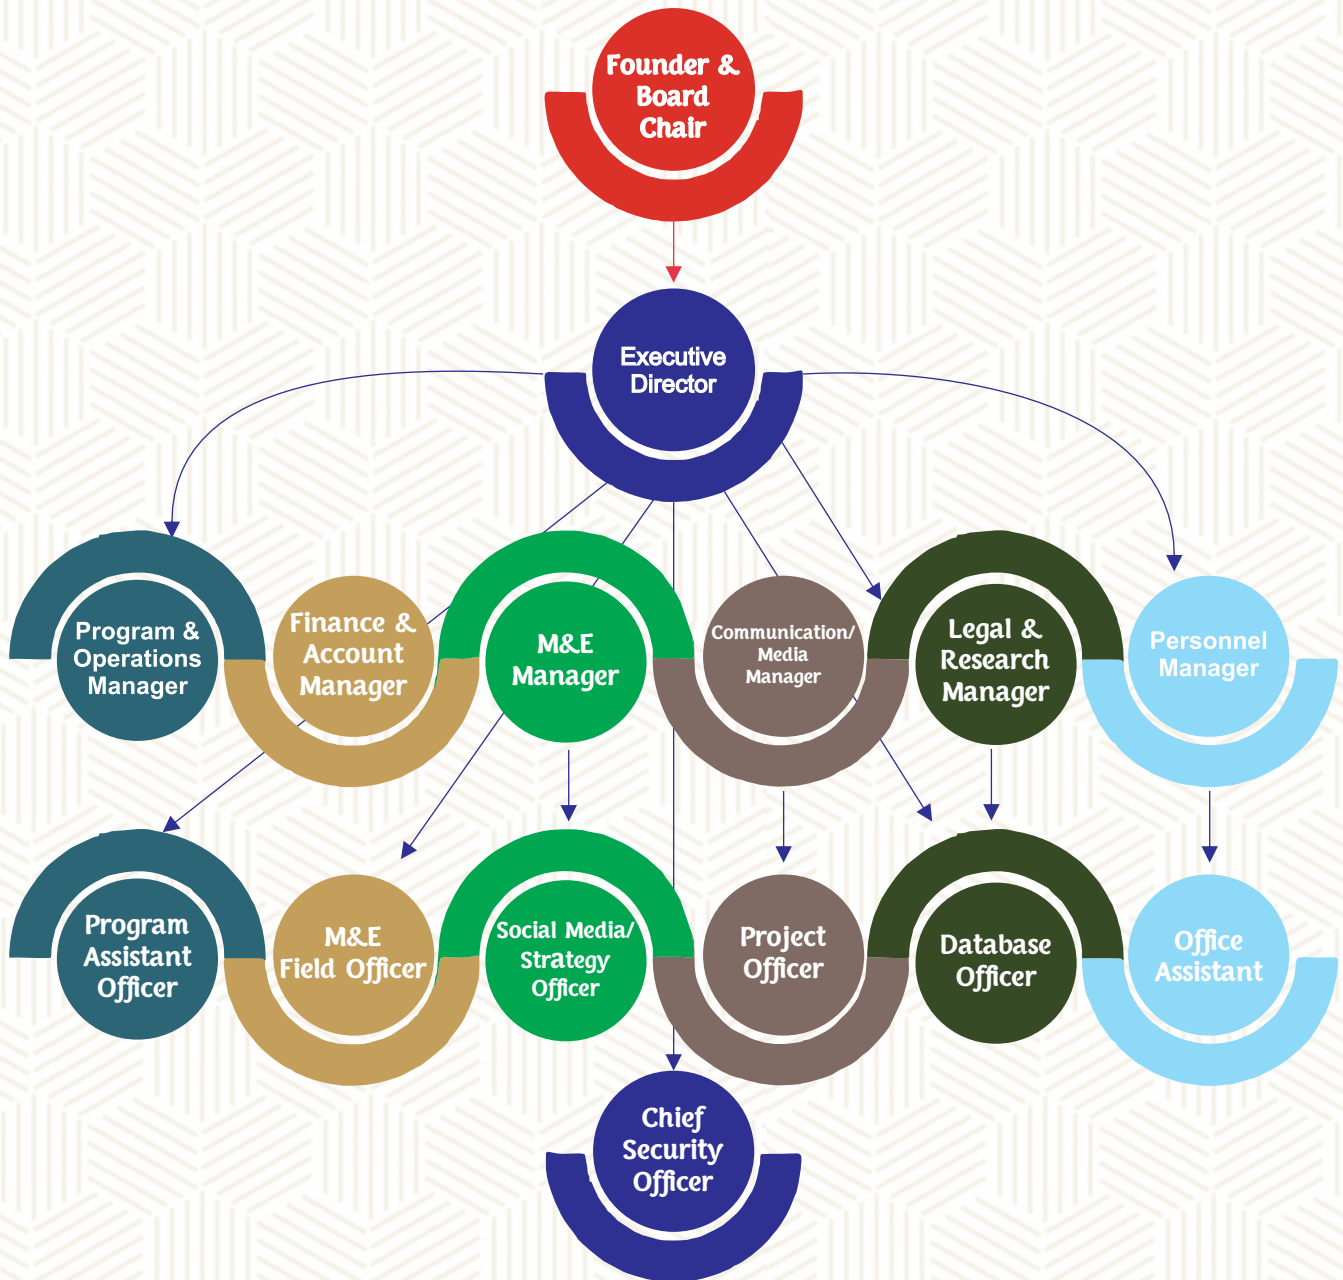 Founder &
Board
Chair
Executive
Director
Program &
Operations
Manager
Finance &
Account
Manager
M&E
Manager
Communication/
Media
Manager
Legal &
Research
Manager
Personnel
Manager
Program
Assistant
Officer
M&E
Field Officer
Social Media/
Strategy
Officer
Project
Officer
Database
Officer
Office
Assistant
Chief
Security
Officer